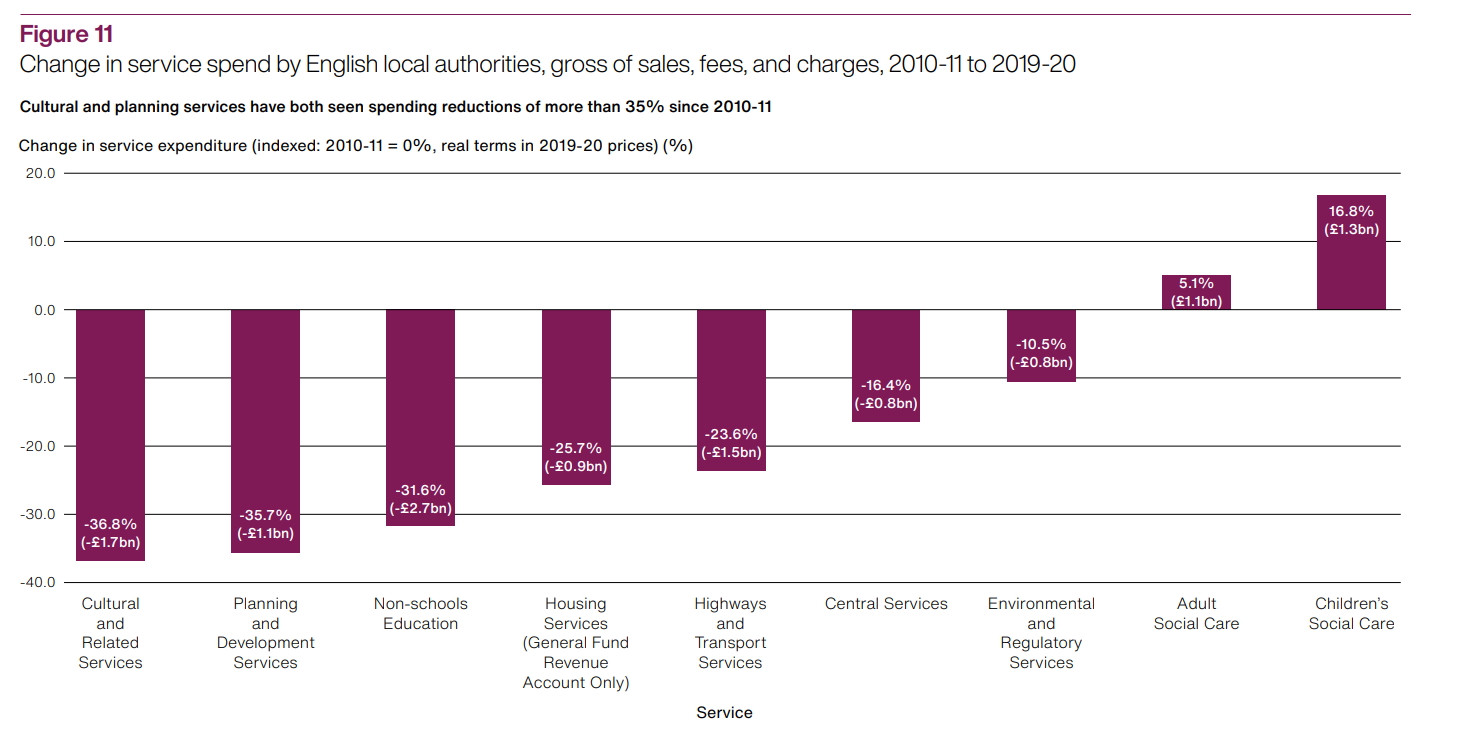 Figure 11
Change in service spend by English local authorities, gross of sales, fees, and charges, 2010-11 to 2019-20
Cultural and planning services have both seen spending reductions of more than 35% since 2010-11
Change in service expenditure (indexed: 2010-11 = 0%, real terms in 2019-20 prices) (%)
20.0
10.0
0.0
-10.0
-20.0
-30.0
-40.0
-36.8%
(-£1.7bn)
-35.7%
(-£1.1bn)
-31.6%
(-£2.7bn)
-25.7%
(-£0.9bn)
-23.6%
(-£1.5bn)
-16.4%
(-£0.8bn)
-10.5%
(-£0.8bn)
5.1%
(£1.1bn)
16.8%
(£1.3bn)
Cultural
and
Related
Services
Planning
and
Development
Services
Non-schools
Education
Housing
Services
(General Fund
Revenue
Account Only)
Highways
and
Transport
Services
Central Services
Environmental
and
Regulatory
Services
Adult
Social Care
Children's
Social Care
Service